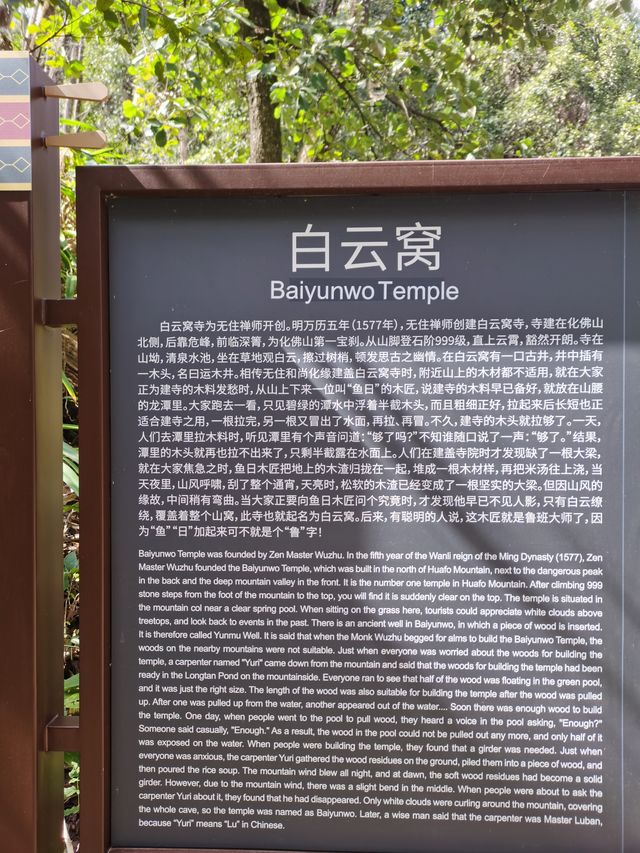 白云窝
Baiyunwo Temple
白云窝寺为无住禅师开创。明万历五年(1577年),无住禅师创建白云窝寺,寺建在化佛山
北侧,后靠危峰,前临深箐,为化佛山第一宝刹。从山脚登石阶999级,直上云霄,豁然开朗。寺在
山坳,清泉水池,坐在草地观白云,擦过树梢,顿发思古之幽情。在白云窝有一口古井,井中插有
一木头,名曰运木井。相传无住和尚化缘建盖白云窝寺时,附近山上的木材都不适用,就在大家
正为建寺的木料发愁时,从山上下来一位叫“鱼日”的木匠,说建寺的木料早已备好,就放在山腰
的龙潭里。大家跑去一看,只见碧绿的潭水中浮着半截木头,而且粗细正好,拉起来后长短也正
适合建寺之用,一根拉完,另一根又冒出了水面,再拉、再冒。不久,建寺的木头就拉够了。一天,
人们去潭里拉木料时,听见潭里有个声音问道:“够了吗?”不知谁随口说了一声:“够了。”结果,
潭里的木头就再也拉不出来了,只剩半截露在水面上。人们在建盖寺院时才发现缺了一根大梁,
就在大家焦急之时,鱼日木匠把地上的木渣归拢在一起,堆成一根木材样,再把米汤往上浇,当
天夜里,山风呼啸,刮了整个通宵,天亮时,松软的木渣已经变成了一根坚实的大梁。但因山风的
缘故,中间稍有弯曲。当大家正要向鱼日木匠问个究竟时,才发现他早已不见人影,只有白云缭
绕,覆盖着整个山窝,此寺也就起名为白云窝。后来,有聪明的人说,这木匠就是鲁班大师了,因
为“鱼”“日”加起来可不就是个“鲁”字!
Baiyunwo Temple was founded by Zen Master Wuzhu. In the fifth year of the Wanli reign of the Ming Dynasty (1577), Zen
Master Wuzhu founded the Baiyunwo Temple, which was built in the north of Huafo Mountain, next to the dangerous peak
in the back and the deep mountain valley in the front. It is the number one temple in Huafo Mountain. After climbing 999
stone steps from the foot of the mountain to the top, you will find it is suddenly clear on the top. The temple is situated in
the mountain col near a clear spring pool. When sitting on the grass here, tourists could appreciate white clouds above
treetops, and look back to events in the past. There is an ancient well in Baiyunwo, in which a piece of wood is inserted.
It is therefore called Yunmu Well. It is said that when the Monk Wuzhu begged for alms to build the Baiyunwo Temple, the
woods on the nearby mountains were not suitable. Just when everyone was worried about the woods for building the
temple, a carpenter named "Yuri" came down from the mountain and said that the woods for building the temple had been
ready in the Longtan Pond on the mountainside. Everyone ran to see that half of the wood was floating in the green pool,
and it was just the right size. The length of the wood was also suitable for building the temple after the wood was pulled
up. After one was pulled up from the water, another appeared out of the water.... Soon there was enough wood to build
the temple. One day, when people went to the pool to pull wood, they heard a voice in the pool asking, "Enough?"
Someone said casually, "Enough." As a result, the wood in the pool could not be pulled out any more, and only half of it
was exposed on the water. When people were building the temple, they found that a girder was needed. Just when
everyone was anxious, the carpenter Yuri gathered the wood residues on the ground, piled them into a piece of wood, and
then poured the rice soup. The mountain wind blew all night, and at dawn, the soft wood residues had become a solid
girder. However, due to the mountain wind, there was a slight bend in the middle. When people were about to ask the
carpenter Yuri about it, they found that he had disappeared. Only white clouds were curling around the mountain, covering
the whole cave, so the temple was named as Baiyunwo. Later, a wise man said that the carpenter was Master Luban,
because "Yuri" means "Lu" in Chinese.